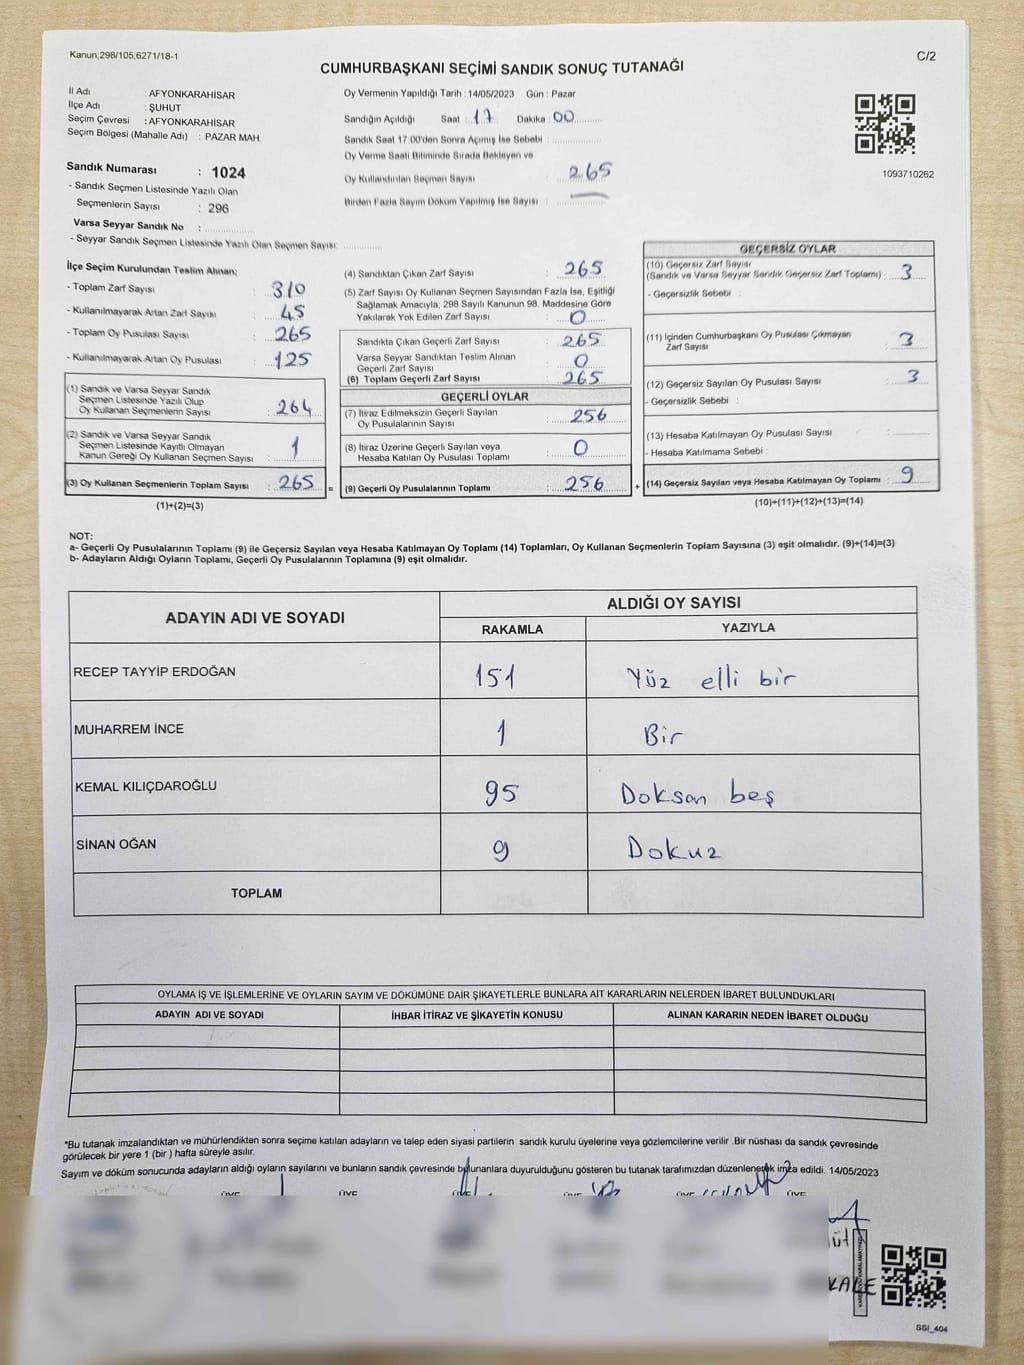 Kanun;298/105;6271/18-1
C/2
CUMHURBAŞKANI SEÇİMİ SANDIK SONUÇ TUTANAĞI
İl Adı : AFYONKARAHİSAR
İlçe Adı : ŞUHUT
Seçim Çevresi : AFYONKARAHİSAR
Seçim Bölgesi (Mahalle Adı) : PAZAR MAH.
Sandık Numarası : 1024
- Sandık Seçmen Listesinde Yazılı Olan
Seçmenlerin Sayısı : 296
Varsa Seyyar Sandık No :
- Seyyar Sandık Seçmen Listesinde Yazılı Olan Seçmen Sayısı:
Oy Vermenin Yapıldığı Tarih : 14/05/2023 Gün : Pazar
Sandığın Açıldığı Saat : 17 Dakika : 00
Sandık Saat 17:00'den Sonra Açımış İse Sebebi :
Oy Verme Saati Bitiminde Sırada Bekleyen ve
Oy Kullandırılan Seçmen Sayısı : 265
Birden Fazla Sayım Döküm Yapılmış İse Sayısı : —
1093710262
İlçe Seçim Kurulundan Teslim Alınan;
- Toplam Zarf Sayısı : 310
- Kullanılmayarak Artan Zarf Sayısı : 45
- Toplam Oy Pusulası Sayısı : 265
- Kullanılmayarak Artan Oy Pusulası : 125
(1) Sandık ve Varsa Seyyar Sandık
Seçmen Listesinde Yazılı Olup
Oy Kullanan Seçmenlerin Sayısı : 264
(2) Sandık ve Varsa Seyyar Sandık
Seçmen Listesinde Kayıtlı Olmayan
Kanun Gereği Oy Kullanan Seçmen Sayısı : 1
(3) Oy Kullanan Seçmenlerin Toplam Sayısı : 265 =
(1)+(2)=(3)
(4) Sandıktan Çıkan Zarf Sayısı : 265
(5) Zarf Sayısı Oy Kullanan Seçmen Sayısından Fazla İse, Eşitliği
Sağlamak Amacıyla, 298 Sayılı Kanunun 98. Maddesine Göre
Yakılarak Yok Edilen Zarf Sayısı : 0
Sandıkta Çıkan Geçerli Zarf Sayısı : 265
Varsa Seyyar Sandıktan Teslim Alınan
Geçerli Zarf Sayısı : 0
(6) Toplam Geçerli Zarf Sayısı : 265
GEÇERLİ OYLAR
(7) İtiraz Edilmeksizin Geçerli Sayılan
Oy Pusulalarının Sayısı : 256
(8) İtiraz Üzerine Geçerli Sayılan veya
Hesaba Katılan Oy Pusulası Toplamı : 0
(9) Geçerli Oy Pusulalarının Toplamı : 256 +
GEÇERSİZ OYLAR
(10) Geçersiz Zarf Sayısı
(Sandık ve Varsa Seyyar Sandık Geçersiz Zarf Toplamı) : 3
- Geçersizlik Sebebi :
(11) İçinden Cumhurbaşkanı Oy Pusulası Çıkmayan
Zarf Sayısı : 3
(12) Geçersiz Sayılan Oy Pusulası Sayısı : 3
- Geçersizlik Sebebi :
(13) Hesaba Katılmayan Oy Pusulası Sayısı :
- Hesaba Katılmama Sebebi :
(14) Geçersiz Sayılan veya Hesaba Katılmayan Oy Toplamı : 9
(10)+(11)+(12)+(13)=(14)
NOT:
a- Geçerli Oy Pusulalarının Toplamı (9) ile Geçersiz Sayılan veya Hesaba Katılmayan Oy Toplamı (14) Toplamları, Oy Kullanan Seçmenlerin Toplam Sayısına (3) eşit olmalıdır. (9)+(14)=(3)
b- Adayların Aldığı Oyların Toplamı, Geçerli Oy Pusulalarının Toplamına (9) eşit olmalıdır.
ADAYIN ADI VE SOYADI ALDIĞI OY SAYISI
RAKAMLA YAZIYLA
RECEP TAYYİP ERDOĞAN 151 Yüz elli bir
MUHARREM İNCE 1 Bir
KEMAL KILIÇDAROĞLU 95 Doksan beş
SİNAN OĞAN 9 Dokuz
TOPLAM
OYLAMA İŞ VE İŞLEMLERİNE VE OYLARIN SAYIM VE DÖKÜMÜNE DAİR ŞİKAYETLERLE BUNLARA AİT KARARLARIN NELERDEN İBARET BULUNDUKLARI
ADAYIN ADI VE SOYADI İHBAR İTİRAZ VE ŞİKAYETİN KONUSU ALINAN KARARIN NEDEN İBARET OLDUĞU
*Bu tutanak imzalandıktan ve mühürlendikten sonra seçime katılan adayların ve talep eden siyasi partilerin sandık kurulu üyelerine veya gözlemcilerine verilir .Bir nüshası da sandık çevresinde
görülecek bir yere 1 (bir ) hafta süreyle asılır.
Sayım ve döküm sonucunda adayların aldığı oyların sayılarını ve bunların sandık çevresinde bulunanlara duyurulduğunu gösteren bu tutanak tarafımızdan düzenlenerek imza edildi. 14/05/2023
ÜYE ÜYE ÜYE ÜYE ÜYE
KALE
SSİ_404